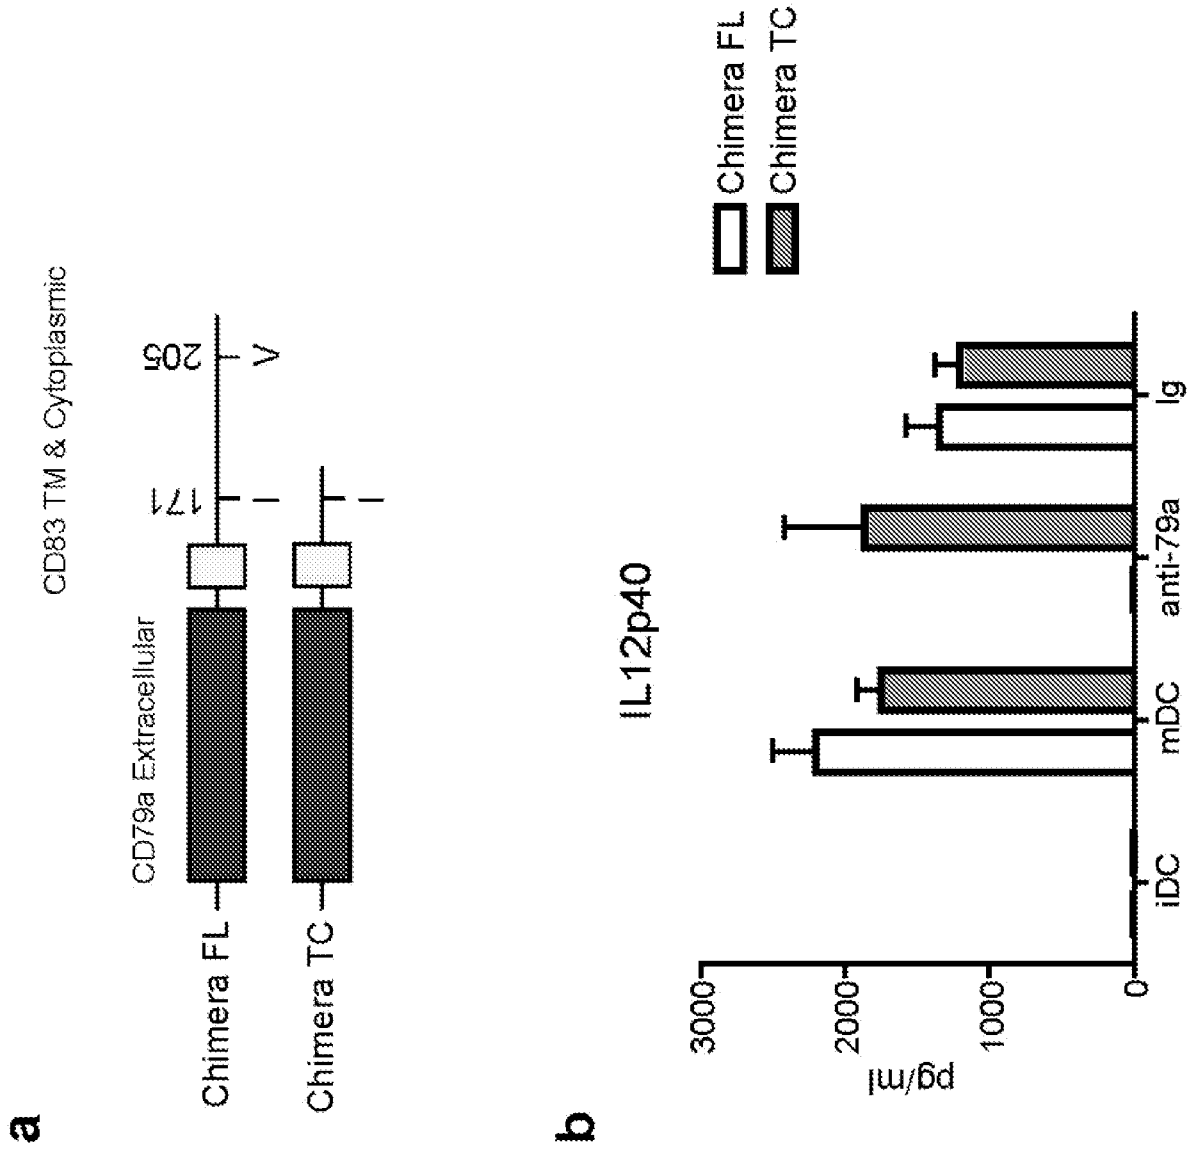 a
CD83 TM & Cytoplasmic
CD79a Extracellular
171
205
Chimera FL
I
V
Chimera TC
I
b
IL12p40
Chimera FL
Chimera TC
3000
2000
1000
0
pg/ml
iDC
mDC
anti-79a
Ig